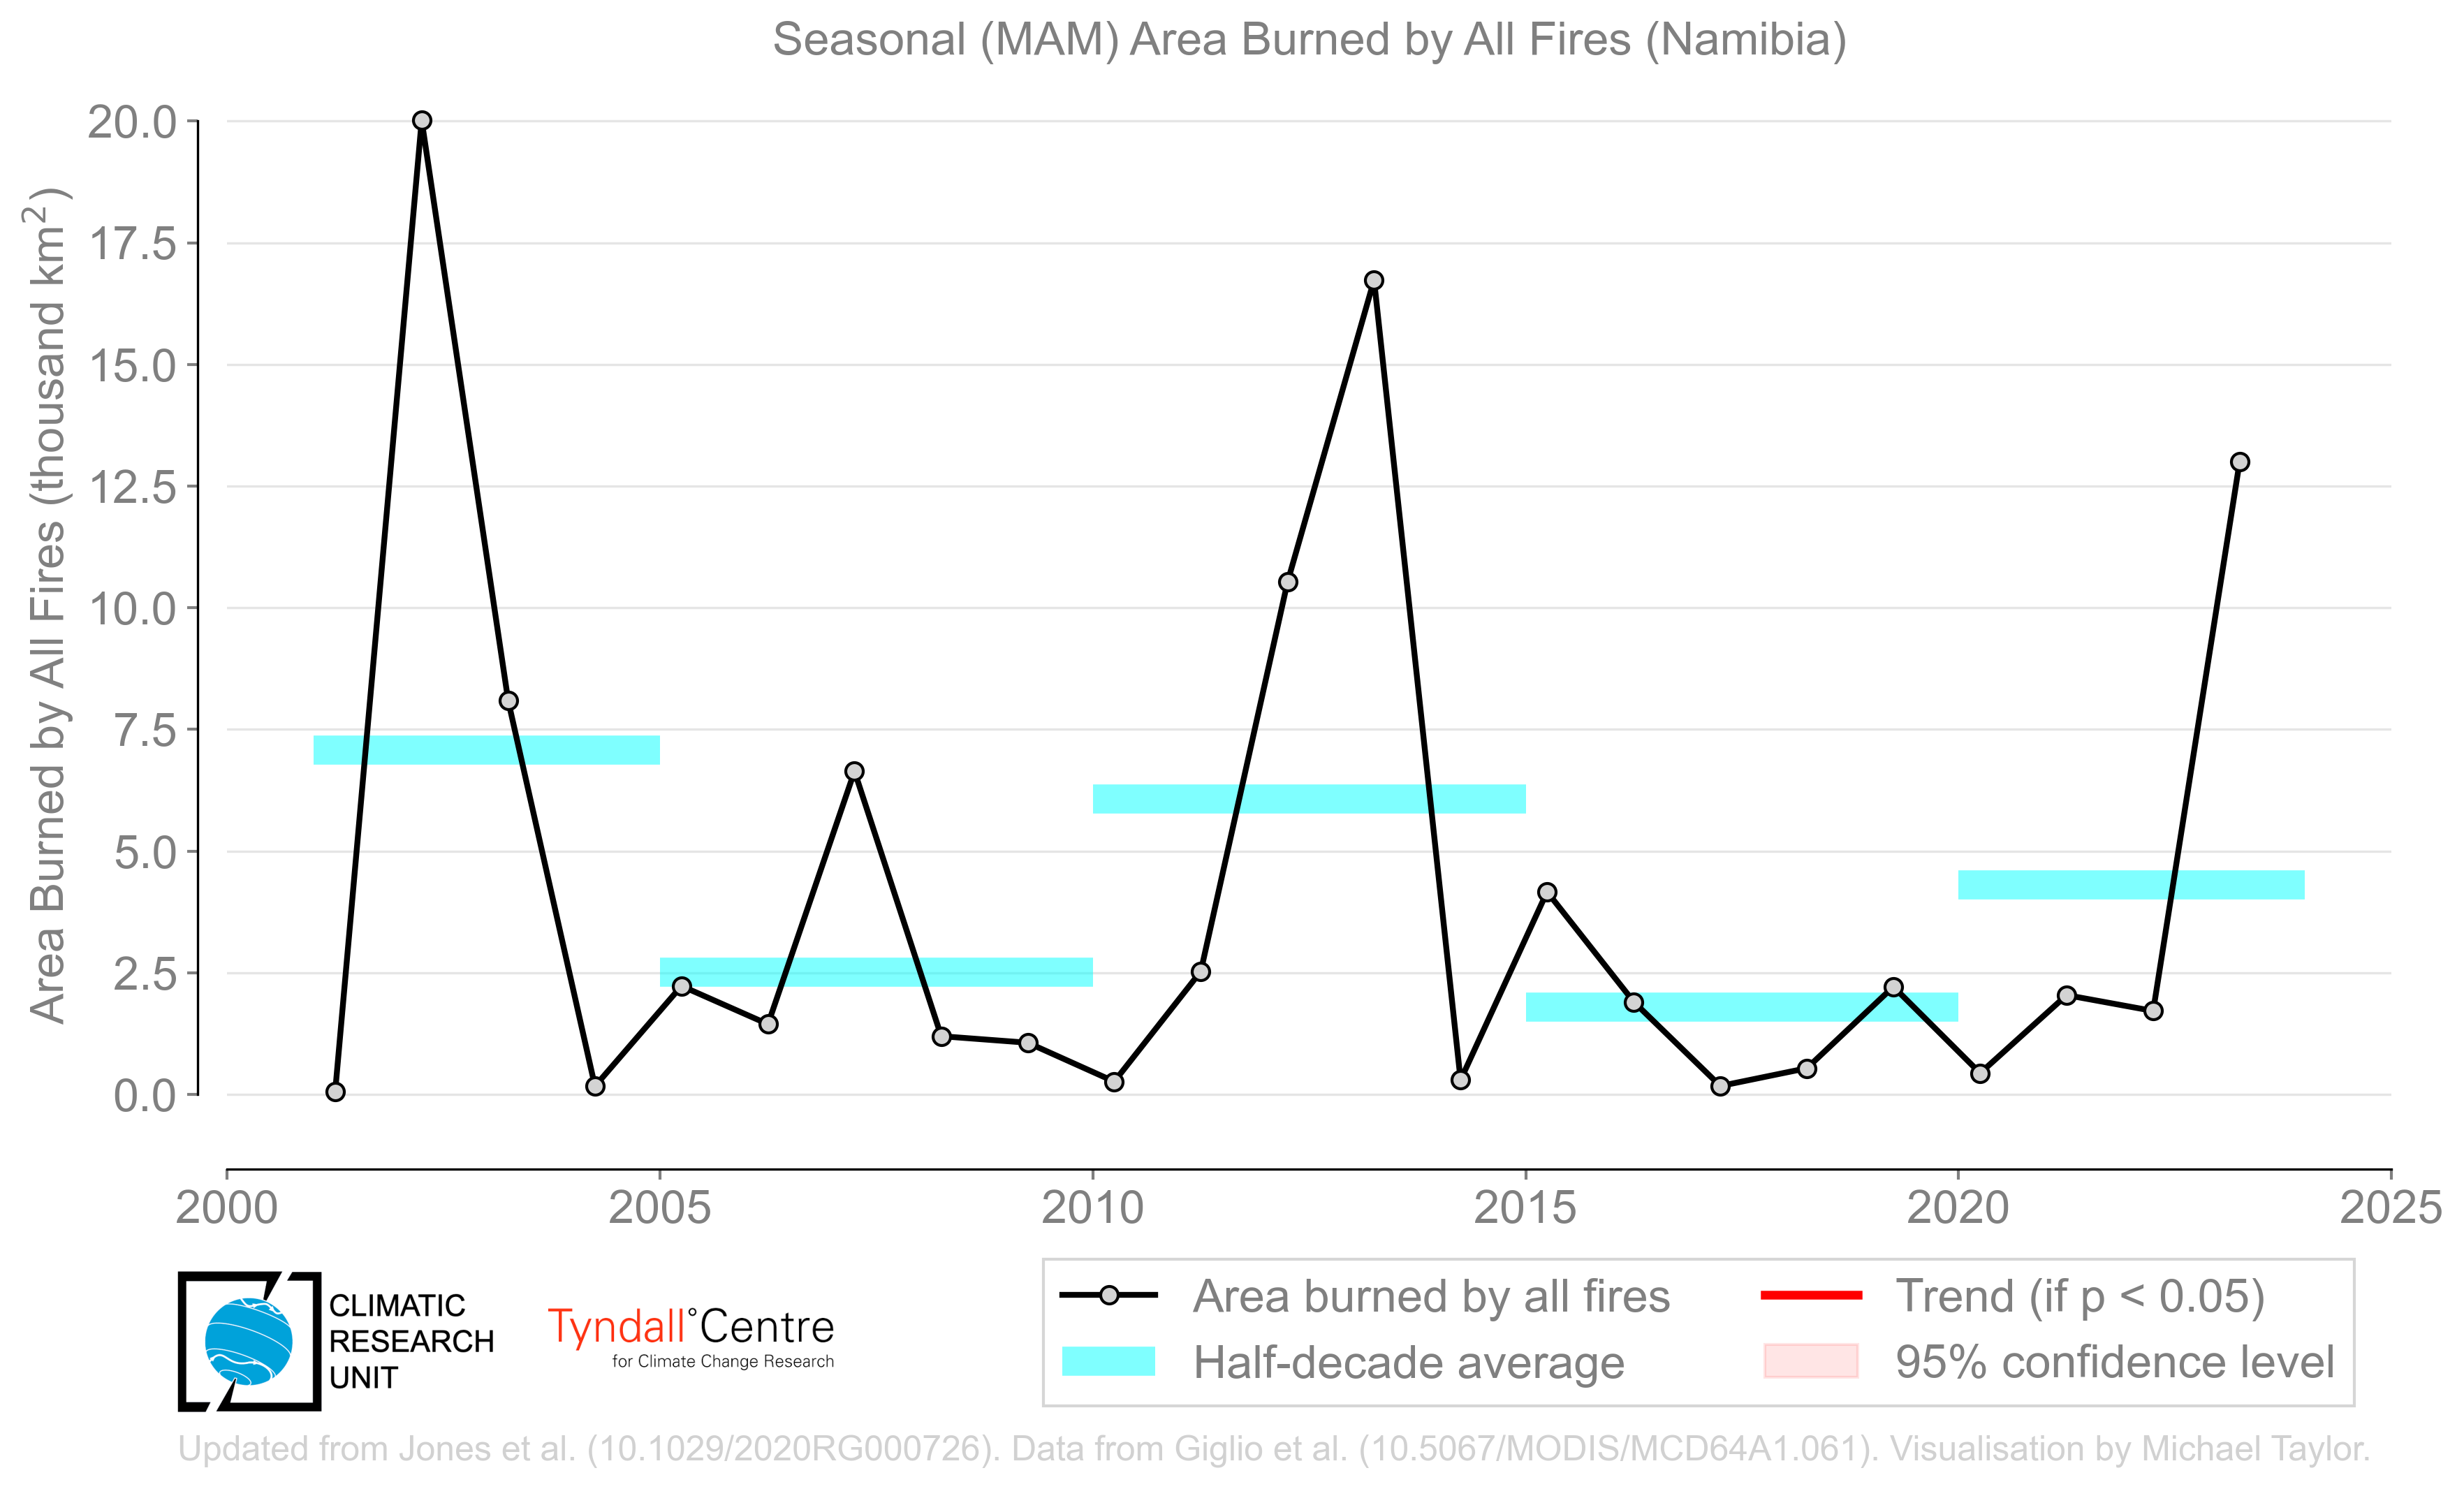 Seasonal (MAM) Area Burned by All Fires (Namibia)
Area Burned by All Fires (thousand km²)
20.0
17.5
15.0
12.5
10.0
7.5
5.0
2.5
0.0
2000
2005
2010
2015
2020
2025
CLIMATIC
RESEARCH
UNIT
Tyndall°Centre
for Climate Change Research
Area burned by all fires
Half-decade average
Trend (if p < 0.05)
95% confidence level
Updated from Jones et al. (10.1029/2020RG000726). Data from Giglio et al. (10.5067/MODIS/MCD64A1.061). Visualisation by Michael Taylor.